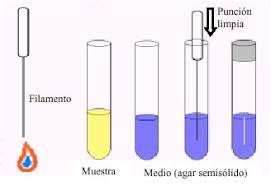 Punción
limpia
Filamento
Muestra
Medio (agar semisólido)